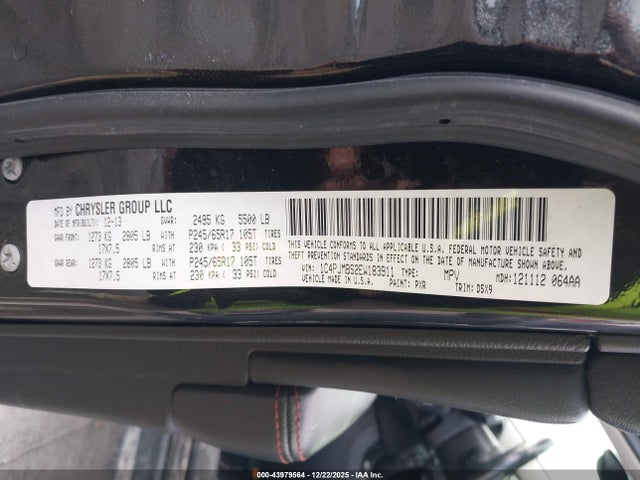 MFD BY CHRYSLER GROUP LLC
DATE OF MFR(BUILT): 12-13 GVWR: 2495 KG 5500 LB
GAWR FRONT: 1273 KG 2805 LB WITH P245/65R17 105T TIRES
17X7.5 RIMS AT 230 KPA ( 33 PSI) COLD
GAWR REAR: 1273 KG 2805 LB WITH P245/65R17 105T TIRES
17X7.5 RIMS AT 230 KPA ( 33 PSI) COLD
THIS VEHICLE CONFORMS TO ALL APPLICABLE U.S.A. FEDERAL MOTOR VEHICLE SAFETY, BUMPER
AND THEFT PREVENTION STANDARDS IN EFFECT ON THE DATE OF MANUFACTURE SHOWN ABOVE.
VIN: 1C4PJMBS2EW183911 TYPE: MPV MDH:121112 064AA
VEHICLE MADE IN U.S.A. PAINT: PXR TRIM: D5X9
000-43979564 | 12/22/2025 - IAAI.COM